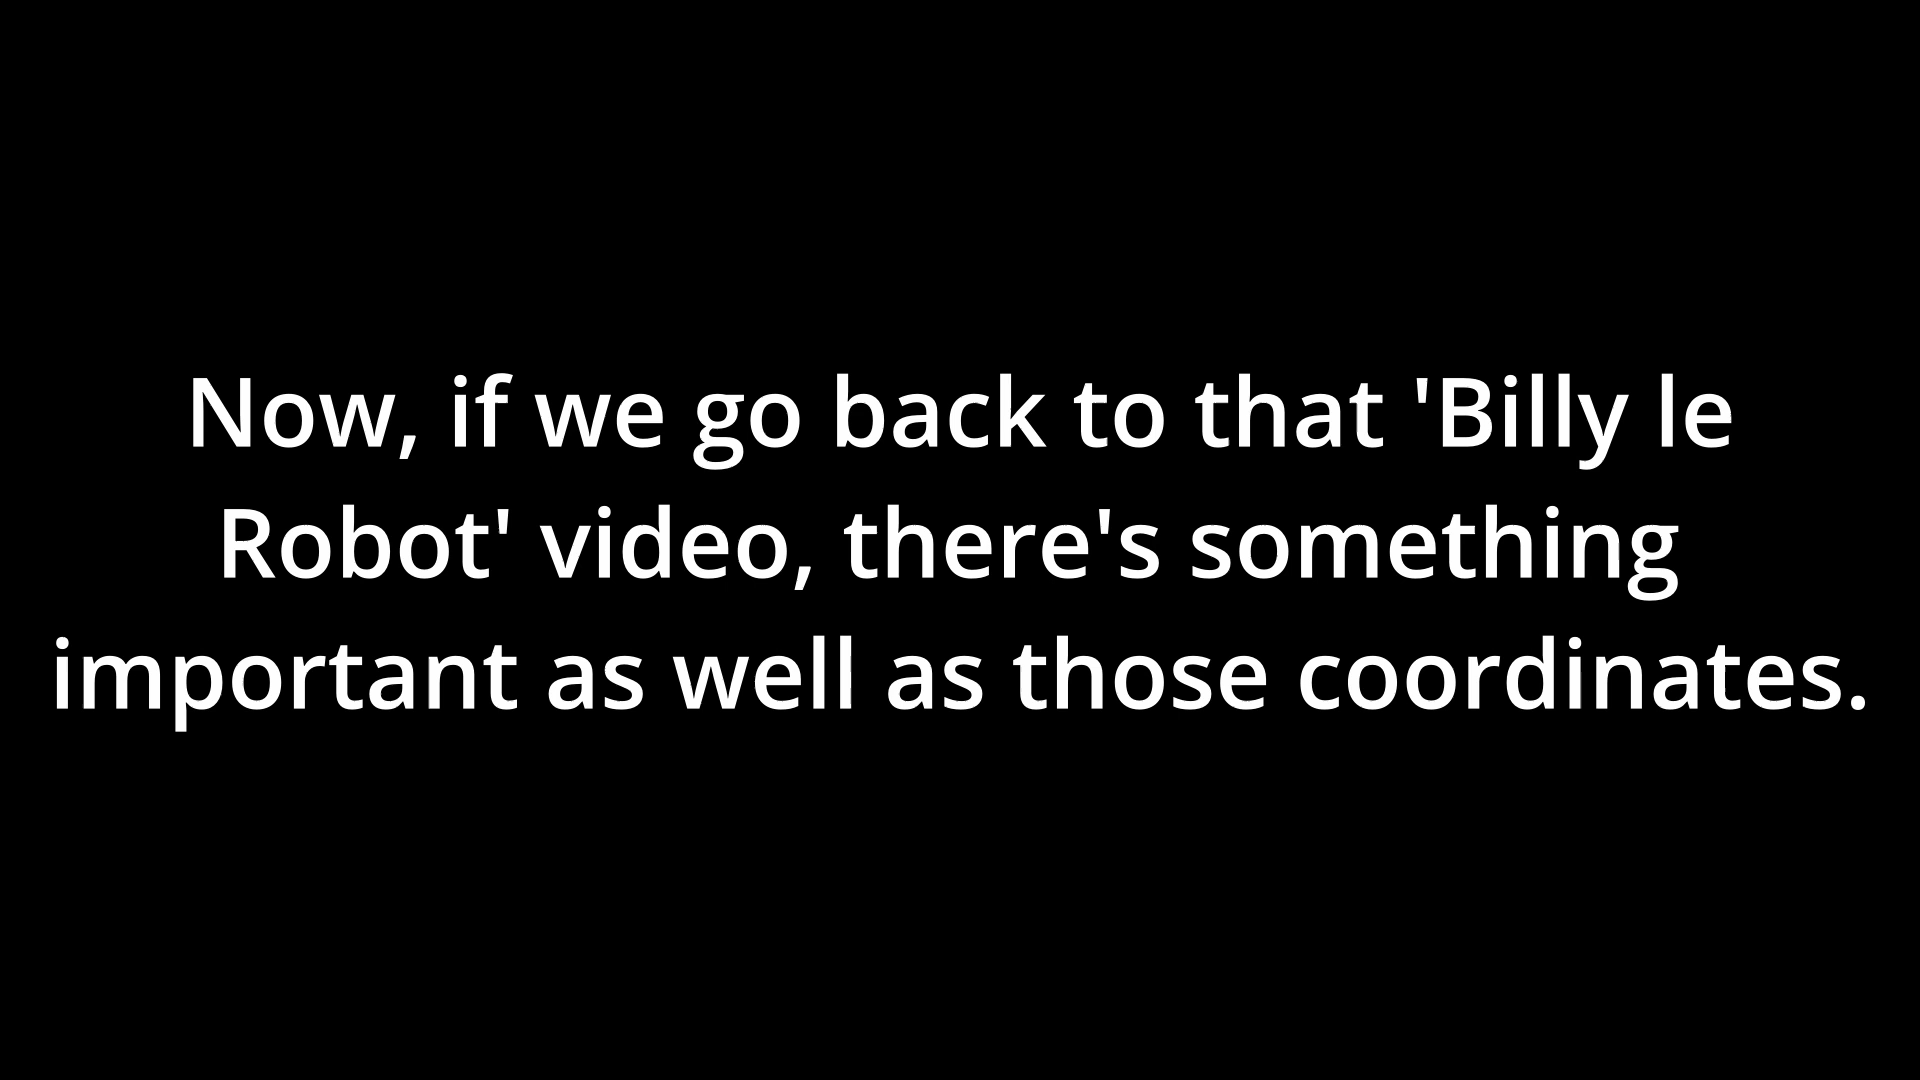 Now, if we go back to that 'Billy le
Robot' video, there's something
important as well as those coordinates.